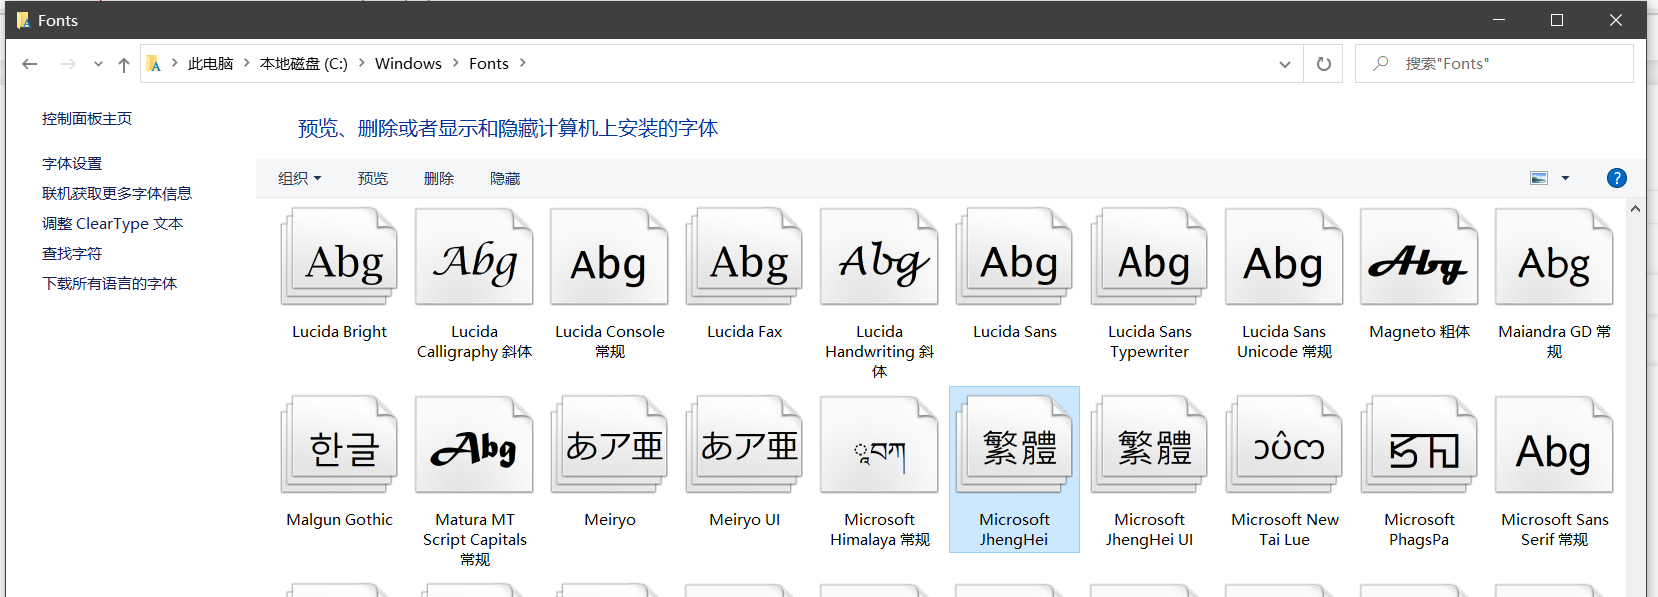 Fonts
此电脑 本地磁盘 (C:) Windows Fonts
搜索"Fonts"
控制面板主页
字体设置
联机获取更多字体信息
调整 ClearType 文本
查找字符
下载所有语言的字体
预览、删除或者显示和隐藏计算机上安装的字体
组织 预览 删除 隐藏
?
Abg Abg Abg Abg Abg Abg Abg Abg Abg Abg
Lucida Bright
Lucida
Calligraphy 斜体
Lucida Console
常规
Lucida Fax
Lucida
Handwriting 斜
体
Lucida Sans
Lucida Sans
Typewriter
Lucida Sans
Unicode 常规
Magneto 粗体
Maiandra GD 常
规
한글 Abg あア亜 あア亜 繁體 繁體 Abg
Malgun Gothic
Matura MT
Script Capitals
常规
Meiryo
Meiryo UI
Microsoft
Himalaya 常规
Microsoft
JhengHei
Microsoft
JhengHei UI
Microsoft New
Tai Lue
Microsoft
PhagsPa
Microsoft Sans
Serif 常规